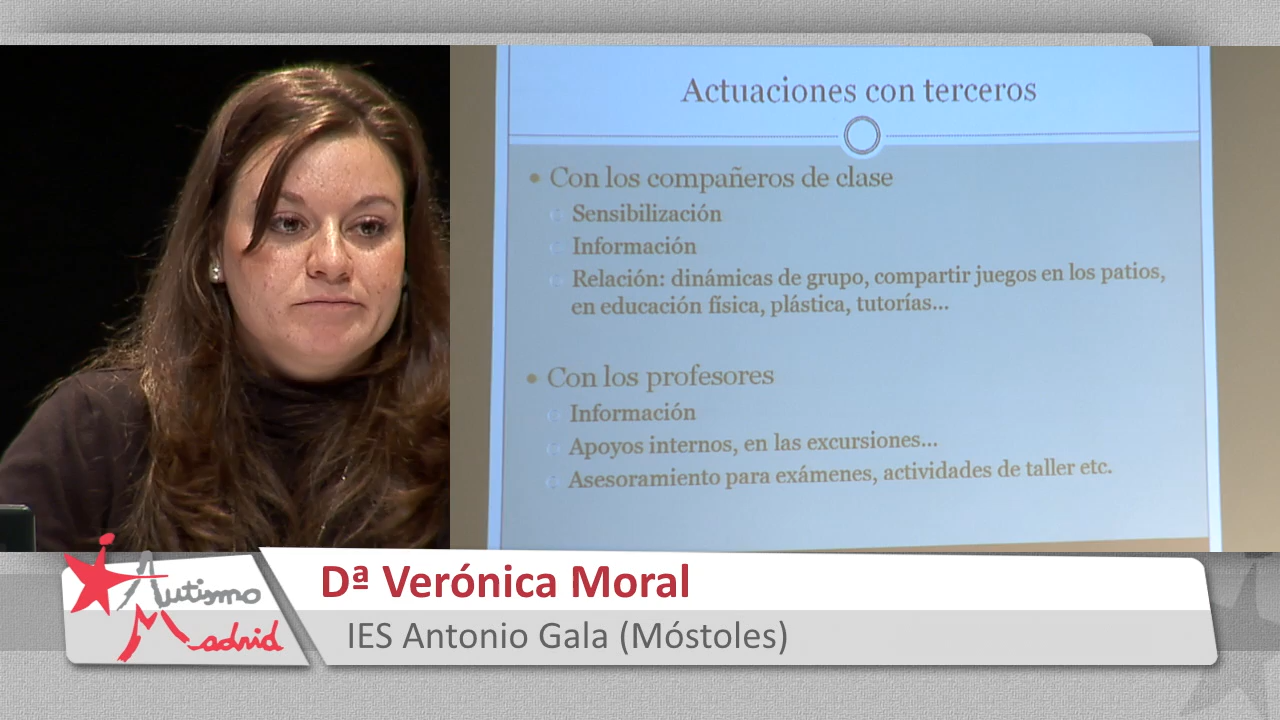 Actuaciones con terceros
Con los compañeros de clase
Sensibilización
Información
Relación: dinámicas de grupo, compartir juegos en los patios,
en educación física, plástica, tutorías...
Con los profesores
Información
Apoyos internos, en las excursiones...
Asesoramiento para exámenes, actividades de taller etc.
Autismo
Madrid
Dª Verónica Moral
IES Antonio Gala (Móstoles)